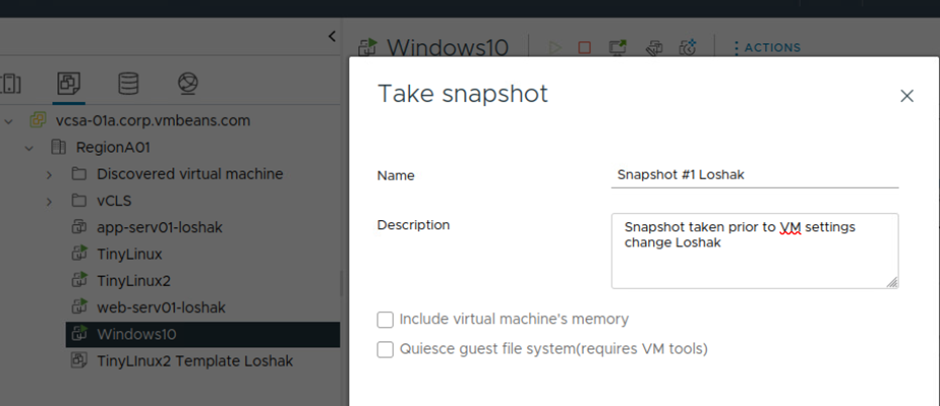 Windows10
ACTIONS
vcsa-01a.corp.vmbeans.com
RegionA01
Discovered virtual machine
vCLS
app-serv01-loshak
TinyLinux
TinyLinux2
web-serv01-loshak
Windows10
TinyLInux2 Template Loshak
Take snapshot
Name
Snapshot #1 Loshak
Description
Snapshot taken prior to VM settings
change Loshak
Include virtual machine's memory
Quiesce guest file system(requires VM tools)